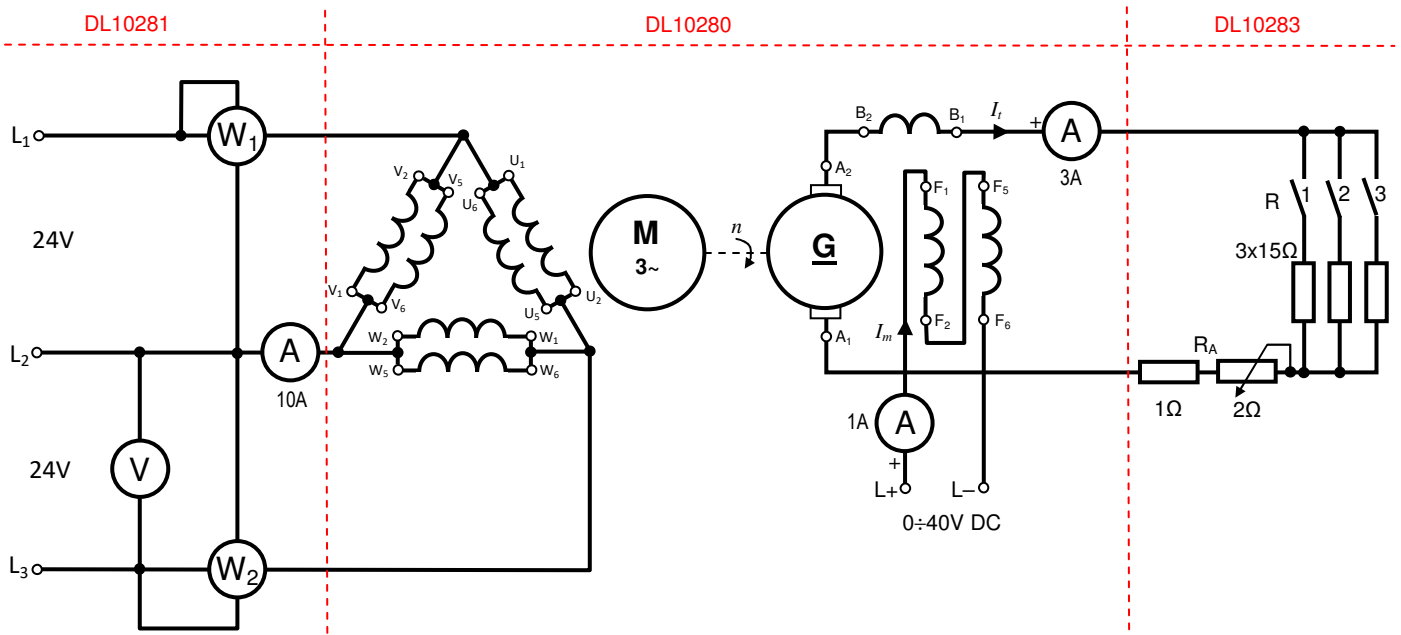 DL10281 DL10280 DL10283
L1 W1
24V
L2 A
10A
24V
V
L3 W2
V2 V5 U1
U6
V1 V6 U5 U2
W2 W1
W5 W6
M
3~
n
G
B2 B1 It + A
3A
A2
F1 F5
Im F2 F6
A1
1A A
+
L+ L−
0÷40V DC
R 1 2 3
3x15Ω
RA
1Ω 2Ω